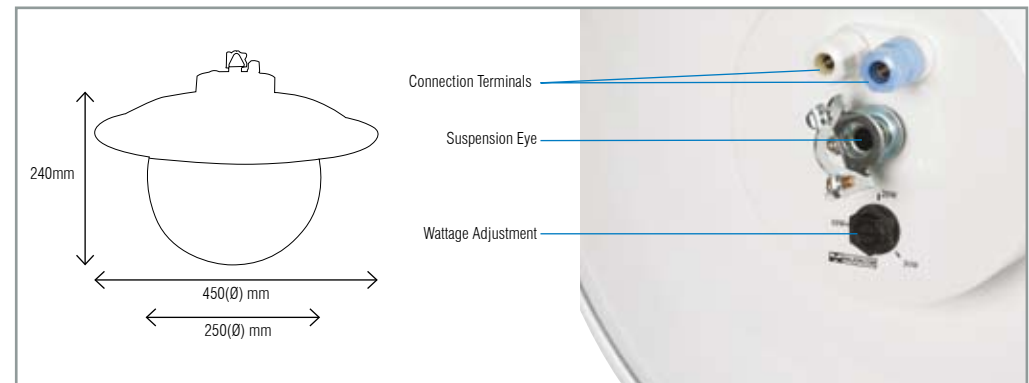 240mm
450(Ø) mm
250(Ø) mm
Connection Terminals
Suspension Eye
Wattage Adjustment